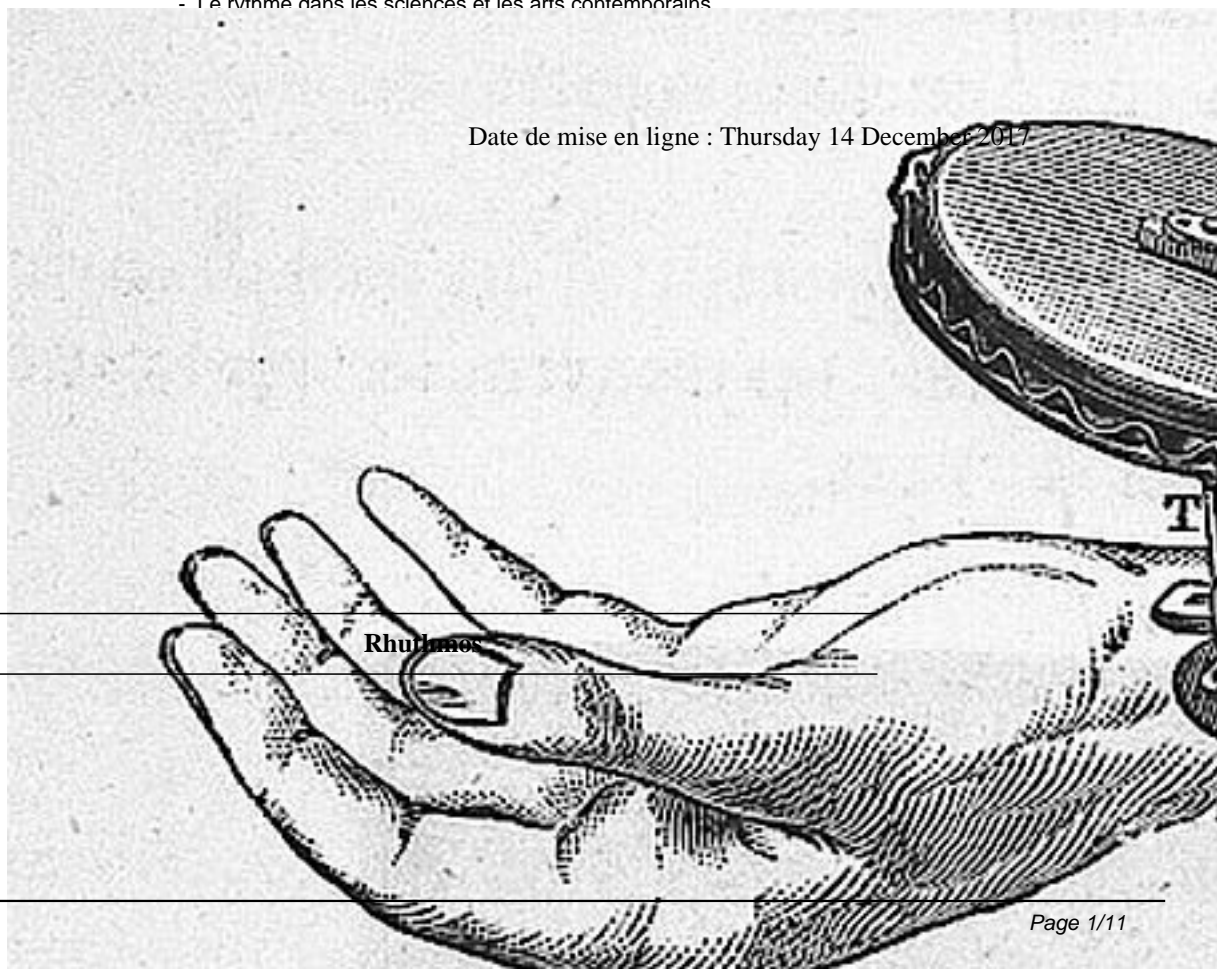 - Le rythme dans les sciences et les arts contemporains
Date de mise en ligne : Thursday 14 December 2017
T
Rhuthmos
Page 1/11